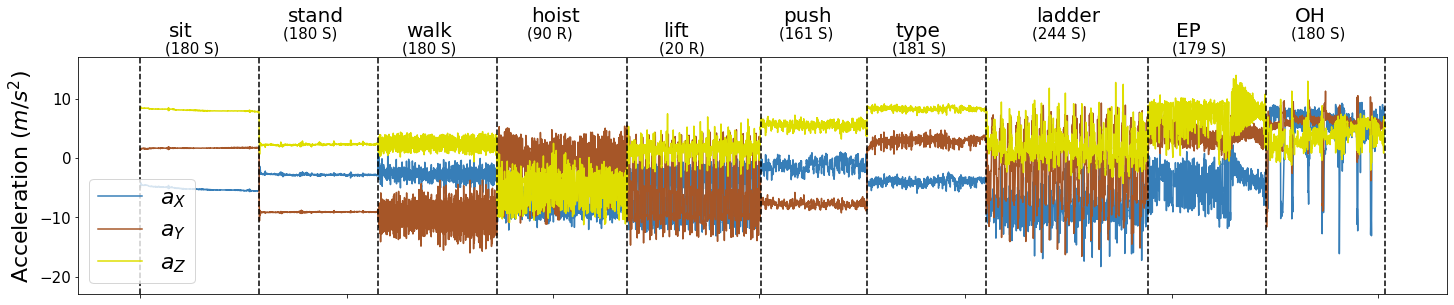 sit
(180 S)
stand
(180 S)
walk
(180 S)
hoist
(90 R)
lift
(20 R)
push
(161 S)
type
(181 S)
ladder
(244 S)
EP
(179 S)
OH
(180 S)
Acceleration (m/s²)
10
0
−10
−20
aX
aY
aZ